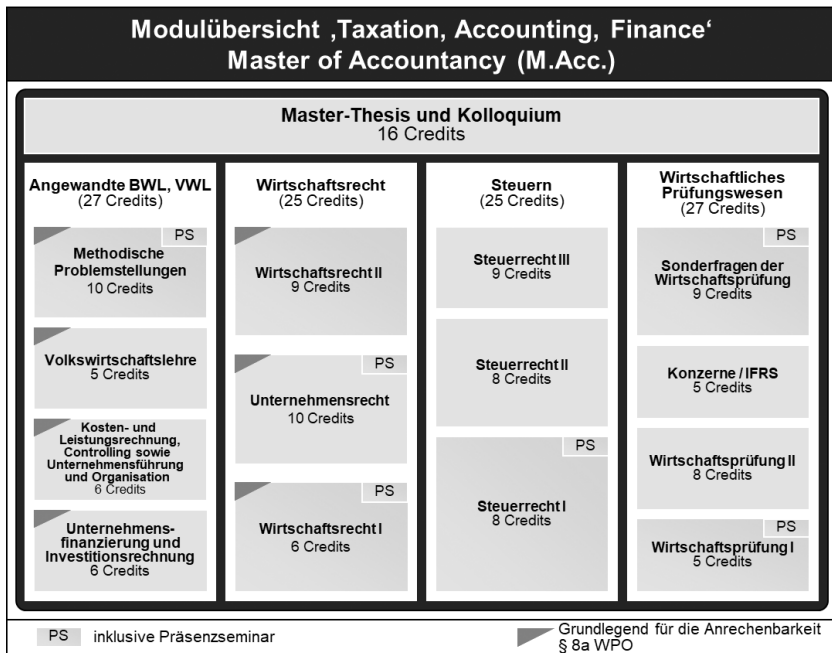 Modulübersicht ‚Taxation, Accounting, Finance‘
Master of Accountancy (M.Acc.)
Master-Thesis und Kolloquium
16 Credits
Angewandte BWL, VWL
(27 Credits)
PS
Methodische
Problemstellungen
10 Credits
Volkswirtschaftslehre
5 Credits
Kosten- und
Leistungsrechnung,
Controlling sowie
Unternehmensführung
und Organisation
6 Credits
Unternehmens-
finanzierung und
Investitionsrechnung
6 Credits
Wirtschaftsrecht
(25 Credits)
Wirtschaftsrecht II
9 Credits
PS
Unternehmensrecht
10 Credits
PS
Wirtschaftsrecht I
6 Credits
Steuern
(25 Credits)
Steuerrecht III
9 Credits
Steuerrecht II
8 Credits
PS
Steuerrecht I
8 Credits
Wirtschaftliches
Prüfungswesen
(27 Credits)
PS
Sonderfragen der
Wirtschaftsprüfung
9 Credits
Konzerne / IFRS
5 Credits
Wirtschaftsprüfung II
8 Credits
PS
Wirtschaftsprüfung I
5 Credits
PS inklusive Präsenzseminar
Grundlegend für die Anrechenbarkeit
§ 8a WPO